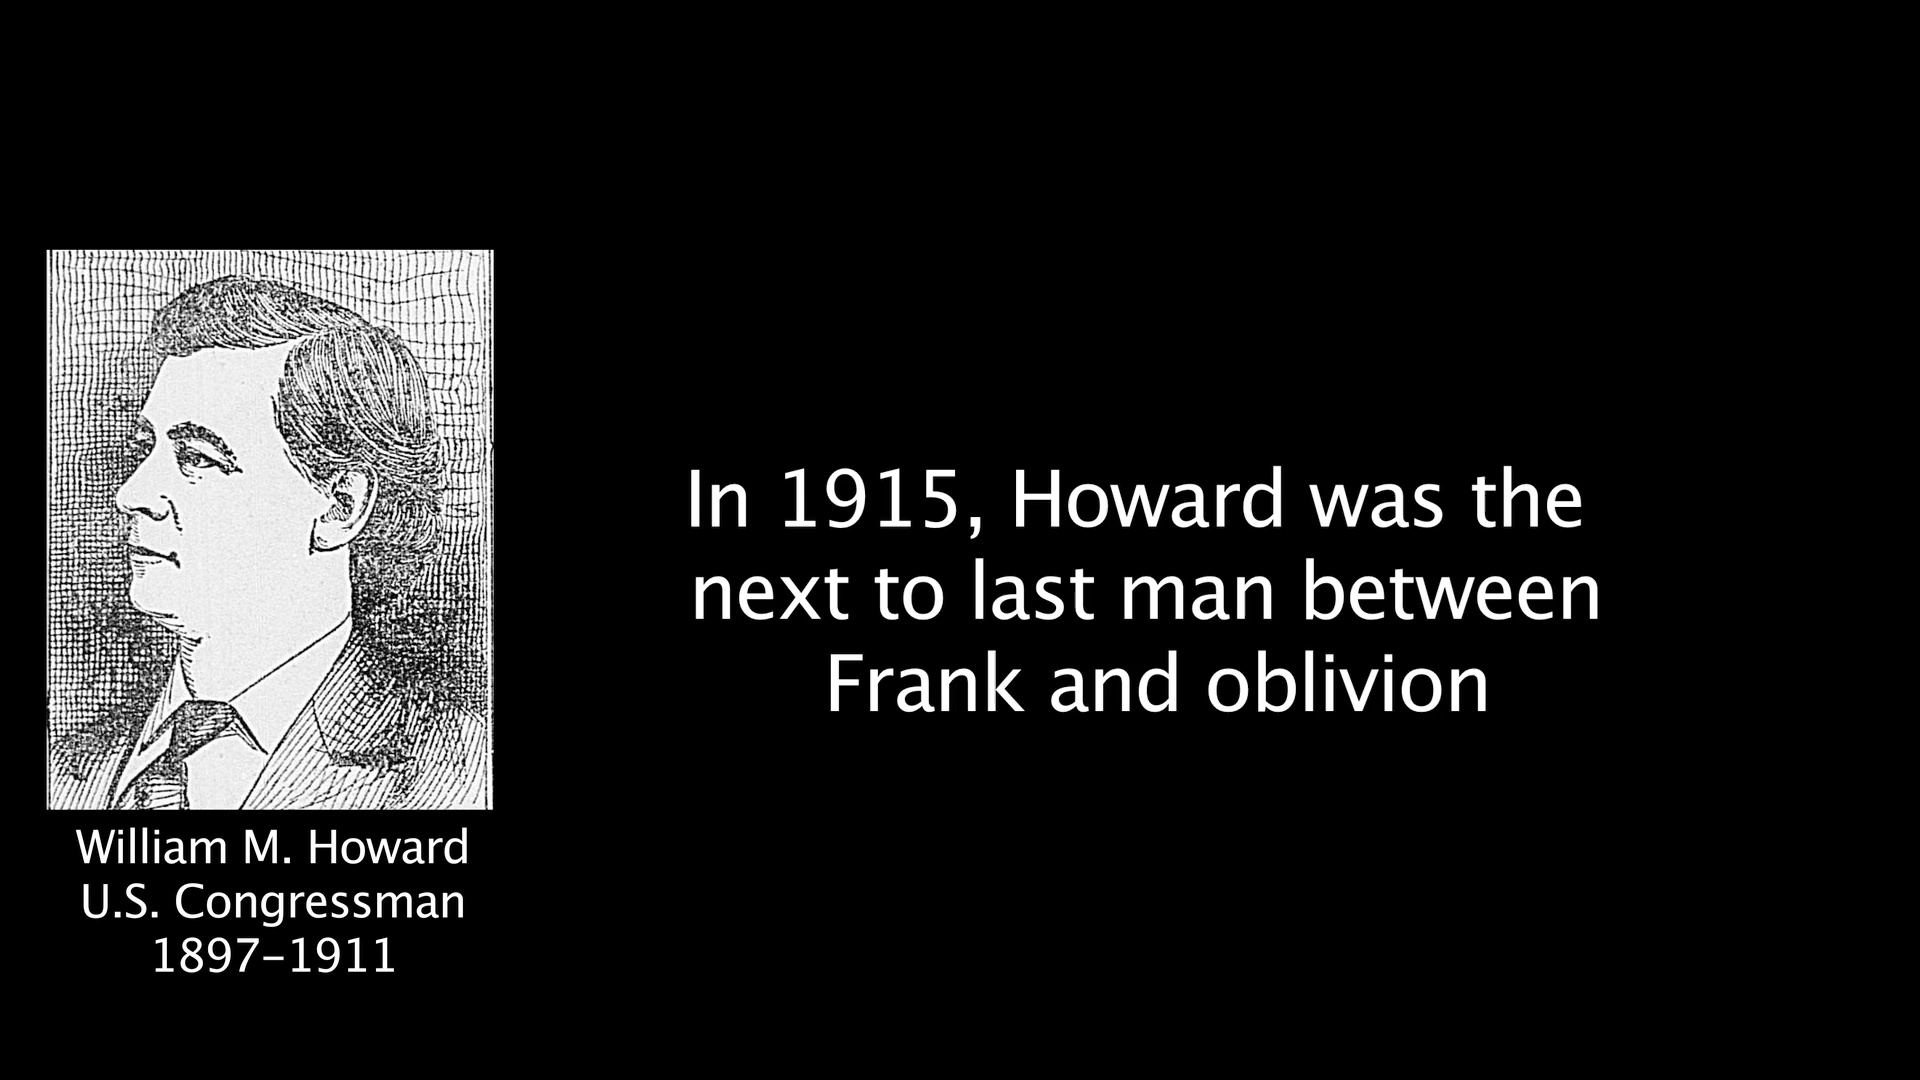 In 1915, Howard was the
next to last man between
Frank and oblivion
William M. Howard
U.S. Congressman
1897–1911